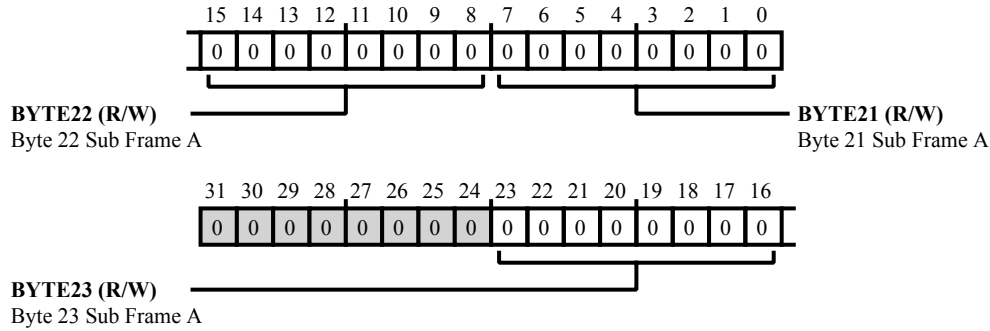 15 14 13 12 11 10 9 8 7 6 5 4 3 2 1 0
0 0 0 0 0 0 0 0 0 0 0 0 0 0 0 0
BYTE22 (R/W) BYTE21 (R/W)
Byte 22 Sub Frame A Byte 21 Sub Frame A
31 30 29 28 27 26 25 24 23 22 21 20 19 18 17 16
0 0 0 0 0 0 0 0 0 0 0 0 0 0 0 0
BYTE23 (R/W)
Byte 23 Sub Frame A